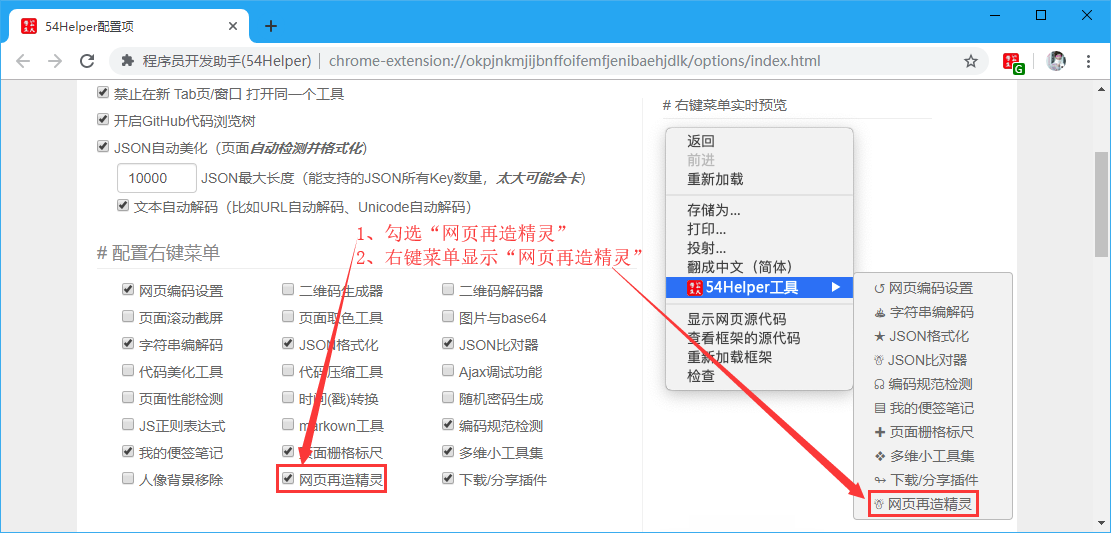 54Helper配置项
程序员开发助手(54Helper) | chrome-extension://okpjnkmjijbnffoifemfjenibaehjdlk/options/index.html
禁止在新 Tab页/窗口 打开同一个工具
开启GitHub代码浏览树
JSON自动美化（页面自动检测并格式化）
10000 JSON最大长度（能支持的JSON所有Key数量，太大可能会卡）
文本自动解码（比如URL自动解码、Unicode自动解码）
1、勾选“网页再造精灵”
2、右键菜单显示“网页再造精灵”
# 配置右键菜单
网页编码设置 二维码生成器 二维码解码器
页面滚动截屏 页面取色工具 图片与base64
字符串编解码 JSON格式化 JSON比对器
代码美化工具 代码压缩工具 Ajax调试功能
页面性能检测 时间(戳)转换 随机密码生成
JS正则表达式 markown工具 编码规范检测
我的便签笔记 页面栅格标尺 多维小工具集
人像背景移除 网页再造精灵 下载/分享插件
# 右键菜单实时预览
返回
前进
重新加载
存储为...
打印...
投射...
翻成中文（简体）
54Helper工具
显示网页源代码
查看框架的源代码
重新加载框架
检查
网页编码设置
字符串编解码
JSON格式化
JSON比对器
编码规范检测
我的便签笔记
页面栅格标尺
多维小工具集
下载/分享插件
网页再造精灵